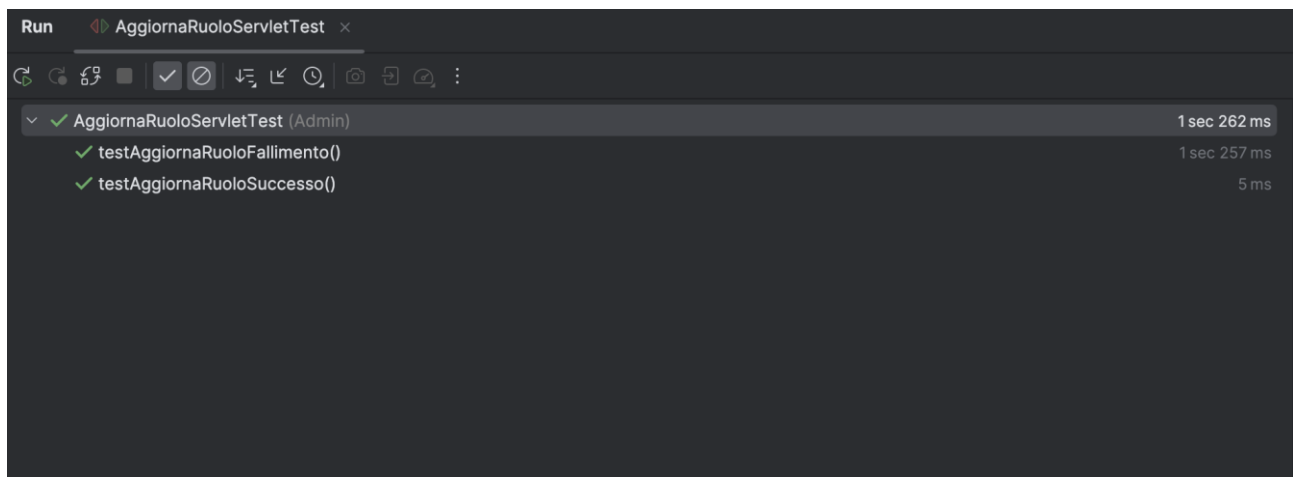 Run AggiornaRuoloServletTest
AggiornaRuoloServletTest (Admin) 1 sec 262 ms
testAggiornaRuoloFallimento() 1 sec 257 ms
testAggiornaRuoloSuccesso() 5 ms